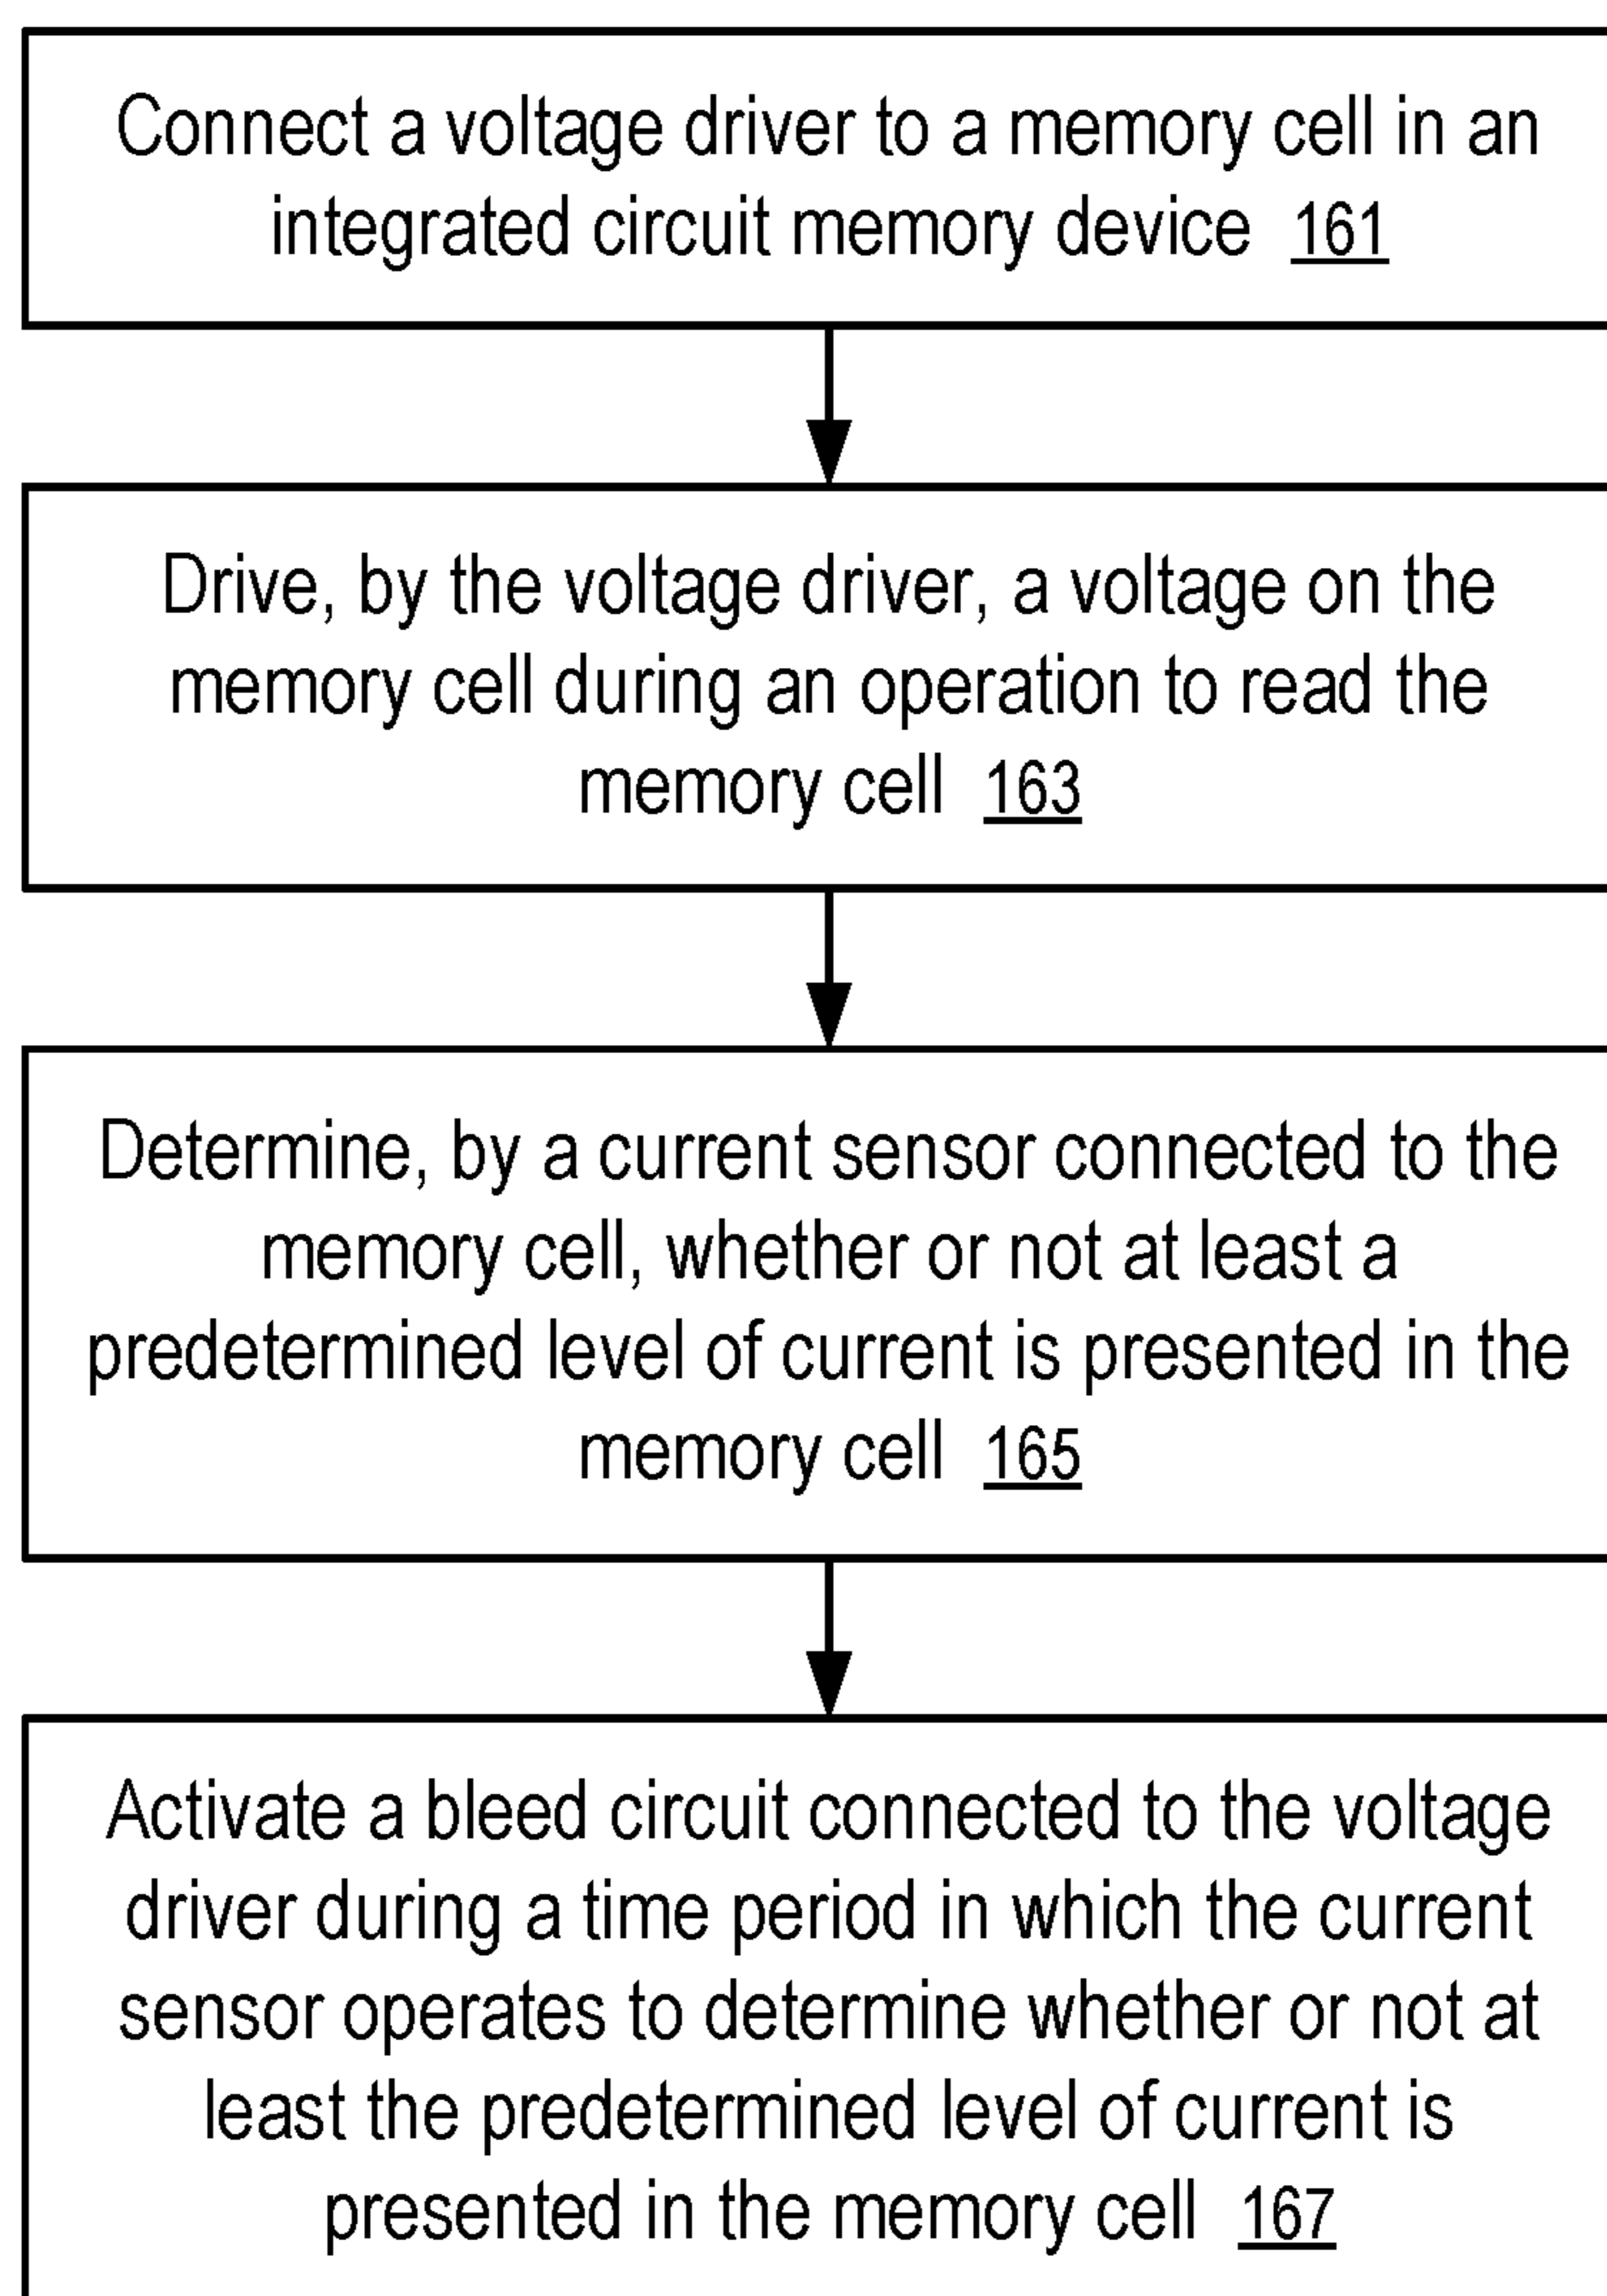 Connect a voltage driver to a memory cell in an
integrated circuit memory device 161
Drive, by the voltage driver, a voltage on the
memory cell during an operation to read the
memory cell 163
Determine, by a current sensor connected to the
memory cell, whether or not at least a
predetermined level of current is presented in the
memory cell 165
Activate a bleed circuit connected to the voltage
driver during a time period in which the current
sensor operates to determine whether or not at
least the predetermined level of current is
presented in the memory cell 167